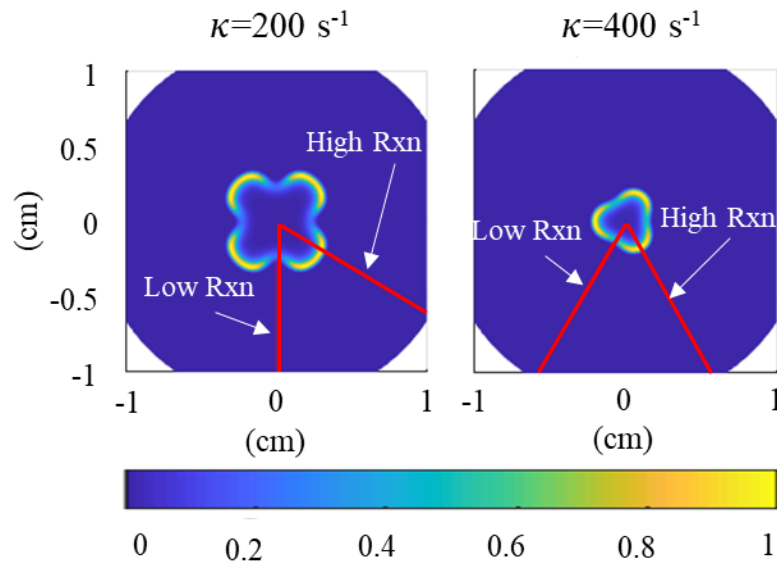 κ=200 s⁻¹
κ=400 s⁻¹
1
0.5
0
-0.5
-1
(cm)
High Rxn
Low Rxn
Low Rxn
High Rxn
-1
0
1
(cm)
-1
0
1
(cm)
0
0.2
0.4
0.6
0.8
1